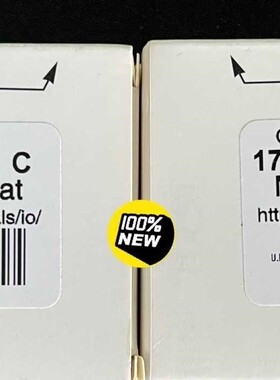 C
at
ls/io/
100%
NEW
17
htt
U.